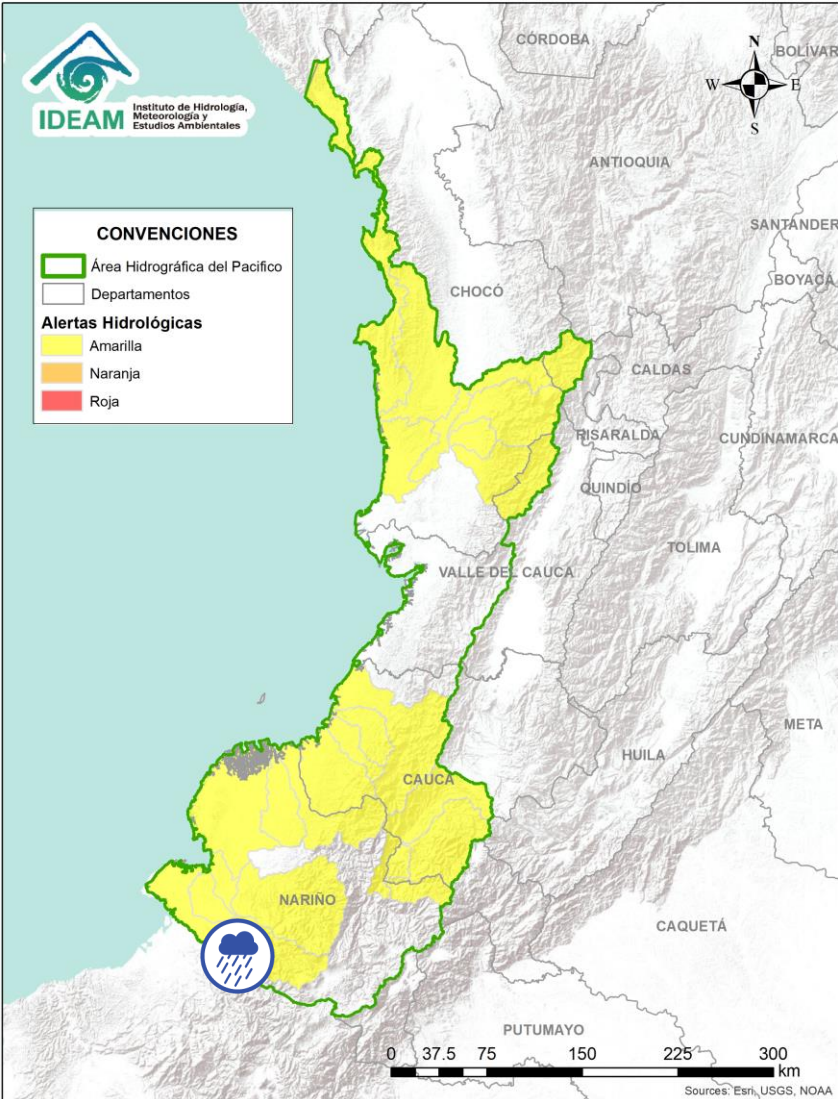 IDEAM
Instituto de Hidrología,
Meteorología y
Estudios Ambientales
CÓRDOBA
BOLÍVAR
N
W
E
S
ANTIOQUIA
SANTANDER
BOYACÁ
CONVENCIONES
Área Hidrográfica del Pacifico
Departamentos
Alertas Hidrológicas
Amarilla
Naranja
Roja
CHOCÓ
CALDAS
RISARALDA
CUNDINAMARCA
QUINDÍO
TOLIMA
VALLE DEL CAUCA
META
HUILA
CAUCA
NARIÑO
CAQUETÁ
PUTUMAYO
0 37.5 75 150 225 300
km
Sources: Esri, USGS, NOAA